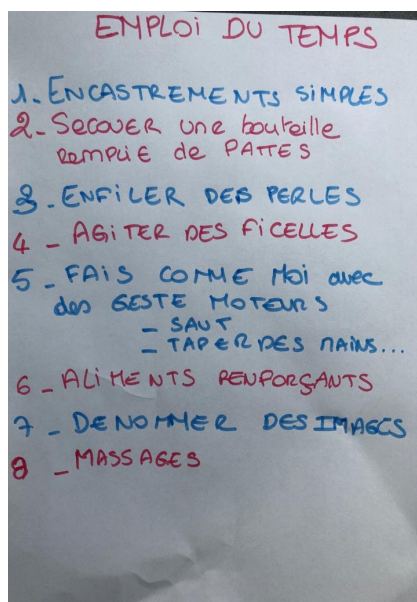 EMPLOI DU TEMPS
1. ENCASTREMENTS SIMPLES
2. SECOUER UNE bouteille
REMPLIE de PATTES
3. ENFILER DES PERLES
4 _ AGITER DES FICELLES
5 _ FAIS COMME MOI avec
des GESTE MOTEURS
_ SAUT
_ TAPER DES MAINS...
6 _ ALIMENTS RENFORÇANTS
7 _ DENOMMER DES IMAGES
8 _ MASSAGES